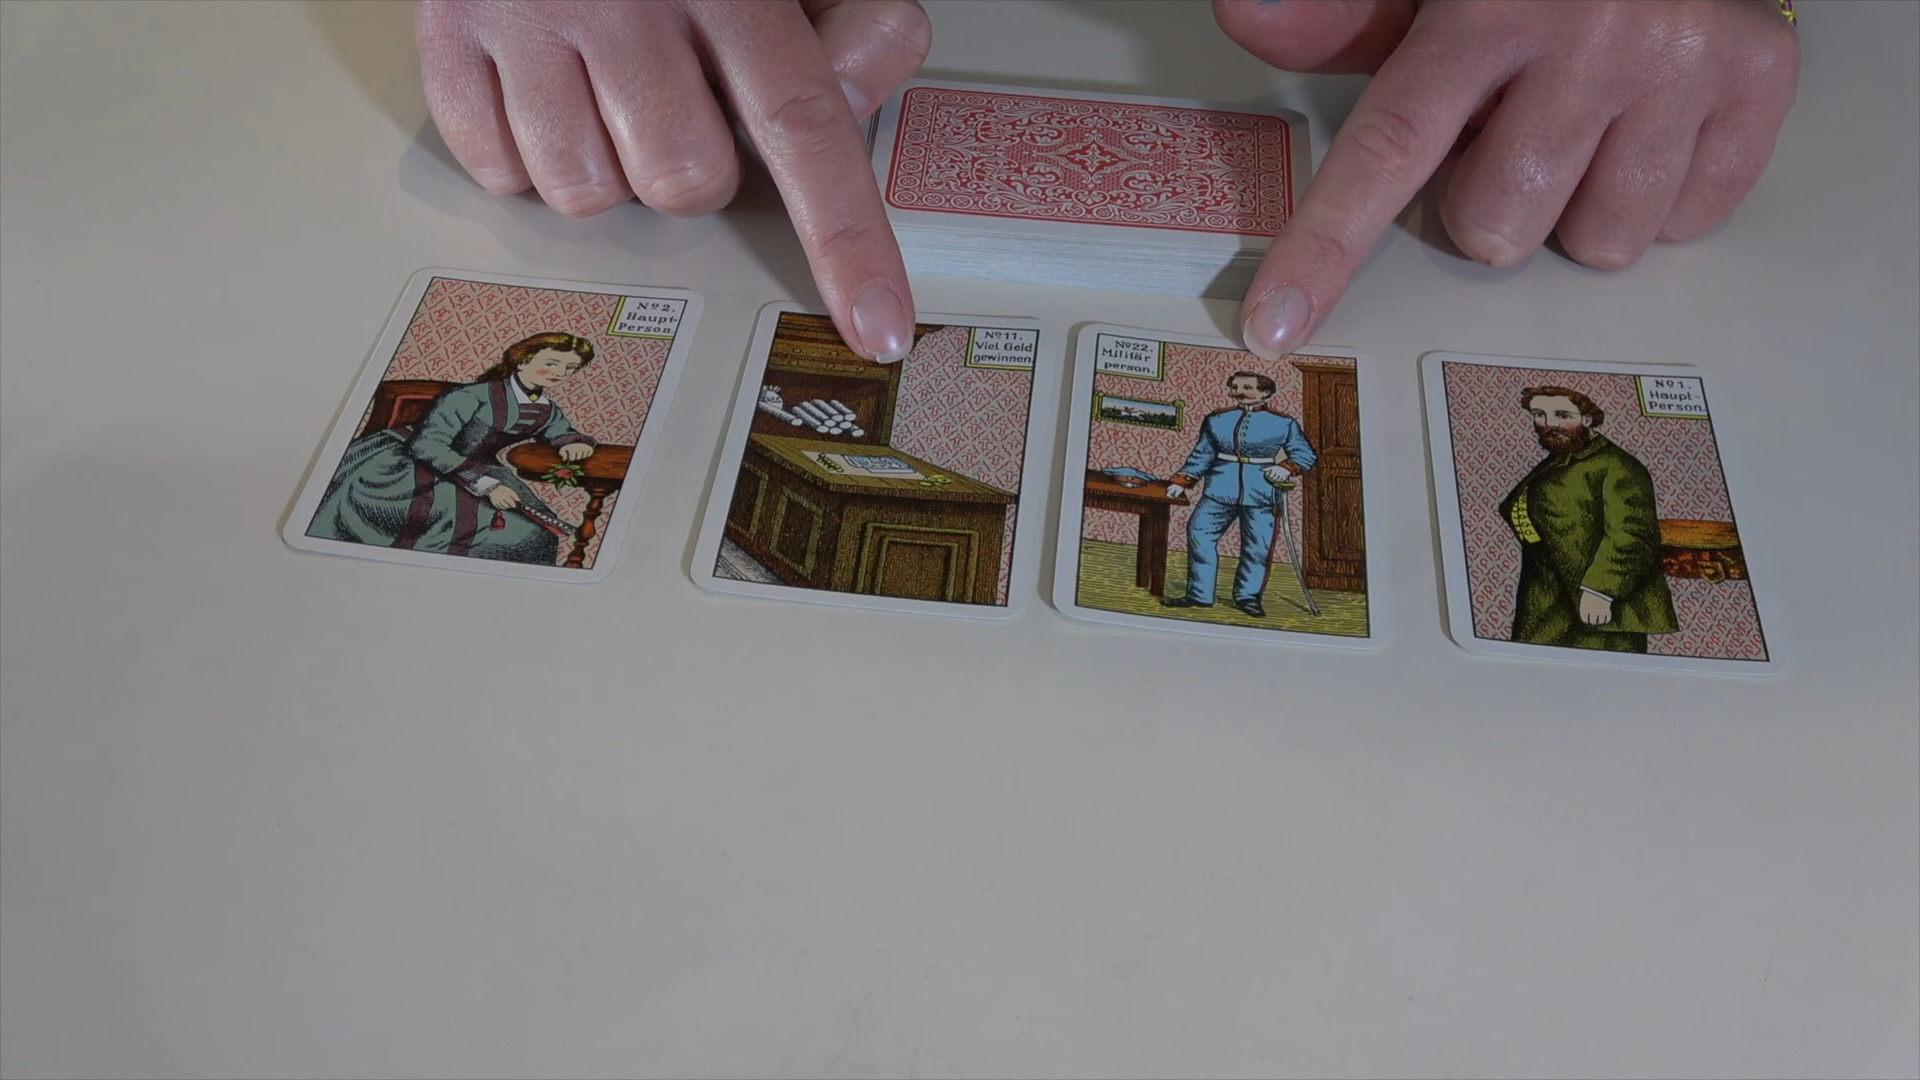 Nº2.
Haupt-
Person.
Nº11.
Viel Geld
gewinnen.
Nº22.
Militär
person.
Nº1.
Haupt-
Person.